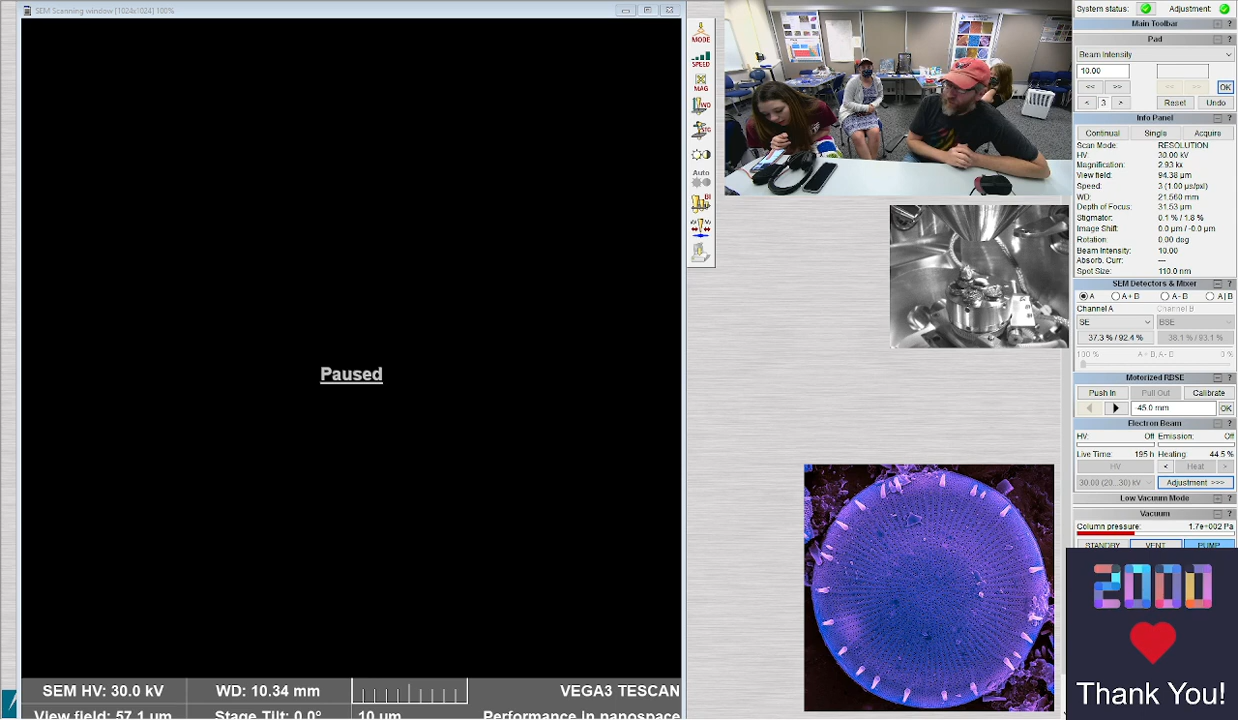 SEM Scanning window [1024x1024] 100%
Paused
SEM HV: 30.0 kV
WD: 10.34 mm
VEGA3 TESCAN
View field: 57.1 um
Stage Tilt: 0.0°
10 um
Performance in nanospace
MODE
SPEED
MAG
WD
STG
Auto
System status:
Adjustment:
Main Toolbar
Pad
Beam Intensity
10.00
<< >> << >> OK
< 3 > Reset Undo
Info Panel
Continual Single Acquire
Scan Mode: RESOLUTION
HV: 30.00 kV
Magnification: 2.93 kx
View field: 94.38 µm
Speed: 3 (1.00 µs/pxl)
WD: 21.560 mm
Depth of Focus: 31.53 µm
Stigmator: 0.1 % / 1.8 %
Image Shift: 0.0 µm / -0.0 µm
Rotation: 0.00 deg
Beam Intensity: 10.00
Absorb. Curr: ---
Spot Size: 110.0 nm
SEM Detectors & Mixer
A A+B A-B A|B
Channel A Channel B
SE BSE
37.3 % / 92.4 % 38.1 % / 93.1 %
100 % A+B,A-B 0 %
Motorized RBSE
Push In Pull Out Calibrate
-45.0 mm OK
Electron Beam
HV: Off Emission: Off
Live Time: 195 h Heating: 44.5 %
HV < Heat >
30.00 (20...30) kV Adjustment >>>
Low Vacuum Mode
Vacuum
Column pressure: 1.7e+002 Pa
STANDBY VENT PUMP
2000
Thank You!